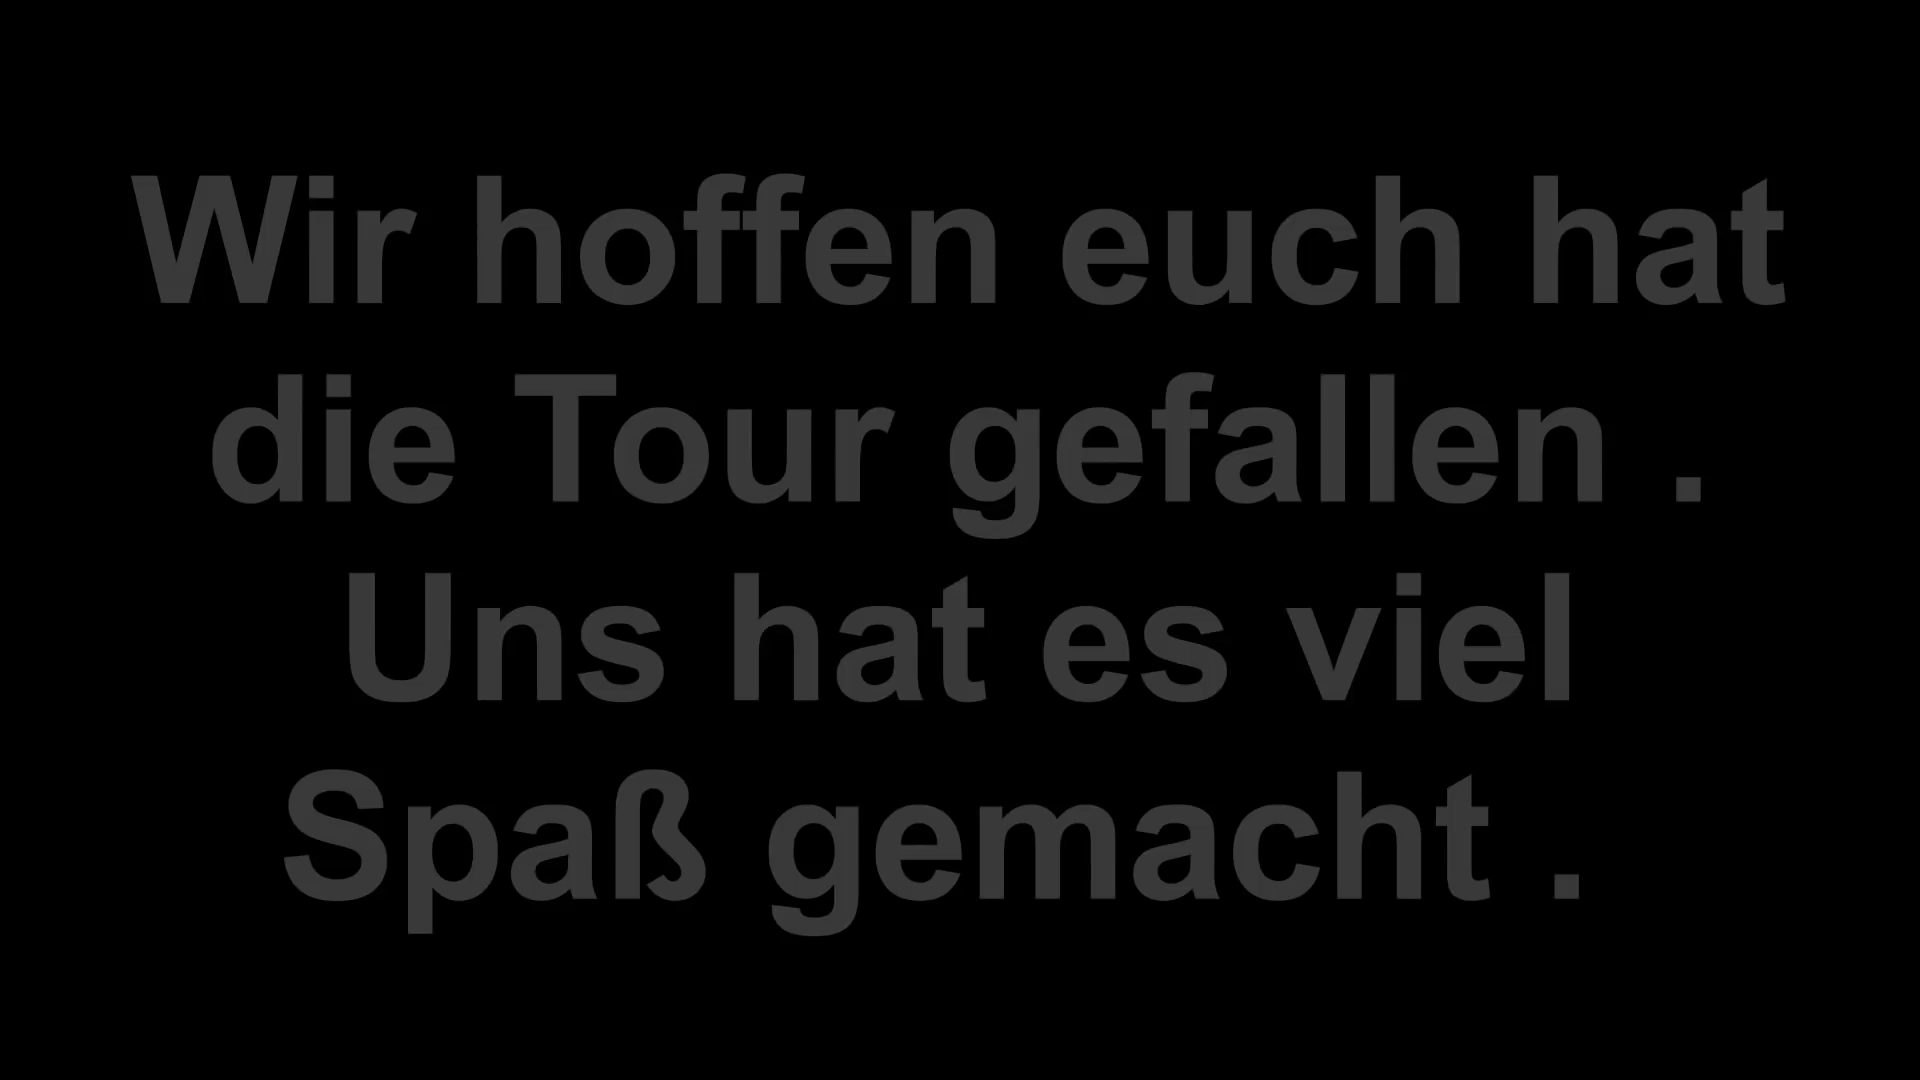 Wir hoffen euch hat
die Tour gefallen .
Uns hat es viel
Spaß gemacht .